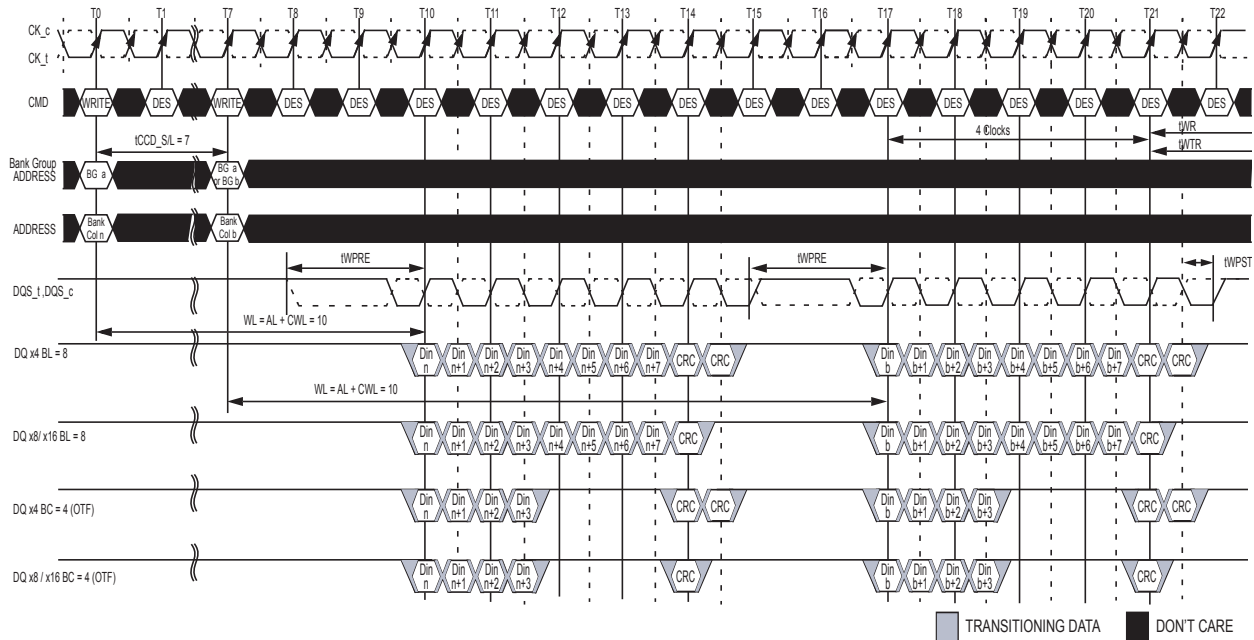 T0 T1 T7 T8 T9 T10 T11 T12 T13 T14 T15 T16 T17 T18 T19 T20 T21 T22
CK_c
CK_t
CMD WRITE DES WRITE DES DES DES DES DES DES DES DES DES DES DES DES DES DES DES
tCCD_S/L = 7
4 Clocks
tWR
tWTR
Bank Group
ADDRESS
BG a
BG a
or BG b
ADDRESS
Bank
Col n
Bank
Col b
tWPRE
tWPRE
tWPST
DQS_t ,DQS_c
WL = AL + CWL = 10
DQ x4 BL = 8
Din n Din n+1 Din n+2 Din n+3 Din n+4 Din n+5 Din n+6 Din n+7 CRC CRC Din b Din b+1 Din b+2 Din b+3 Din b+4 Din b+5 Din b+6 Din b+7 CRC CRC
WL = AL + CWL = 10
DQ x8/ x16 BL = 8
Din n Din n+1 Din n+2 Din n+3 Din n+4 Din n+5 Din n+6 Din n+7 CRC Din b Din b+1 Din b+2 Din b+3 Din b+4 Din b+5 Din b+6 Din b+7 CRC
DQ x4 BC = 4 (OTF)
Din n Din n+1 Din n+2 Din n+3 CRC CRC Din b Din b+1 Din b+2 Din b+3 CRC CRC
DQ x8 / x16 BC = 4 (OTF)
Din n Din n+1 Din n+2 Din n+3 CRC Din b Din b+1 Din b+2 Din b+3 CRC
TRANSITIONING DATA
DON'T CARE